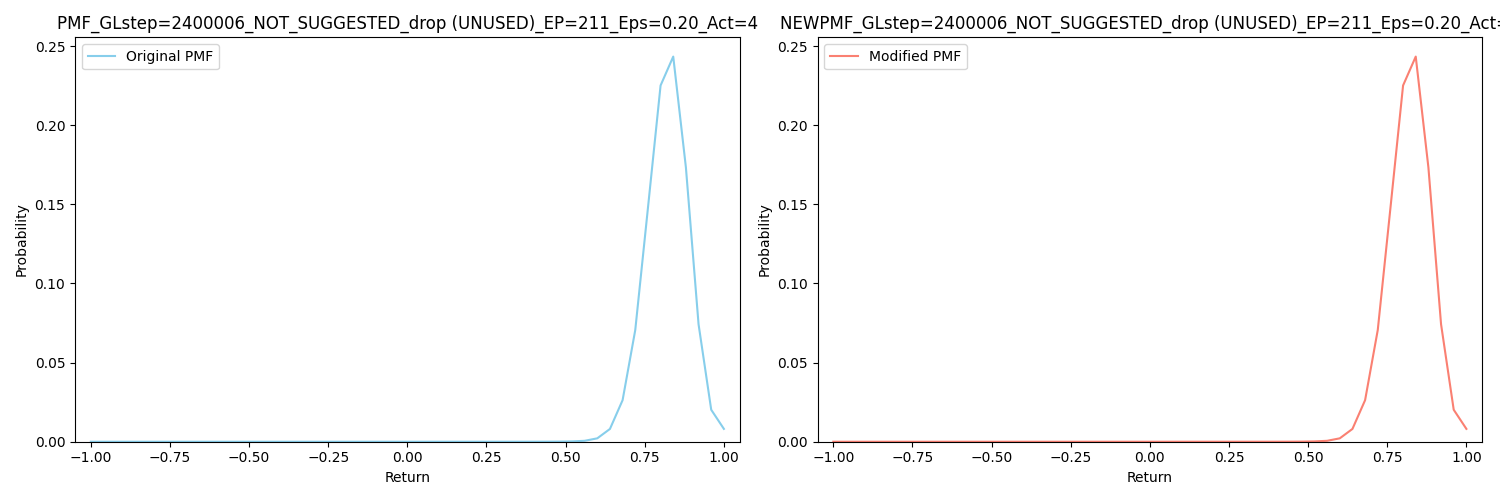 PMF_GLstep=2400006_NOT_SUGGESTED_drop (UNUSED)_EP=211_Eps=0.20_Act=4
Original PMF
Probability
0.25
0.20
0.15
0.10
0.05
0.00
−1.00 −0.75 −0.50 −0.25 0.00 0.25 0.50 0.75 1.00
Return
NEWPMF_GLstep=2400006_NOT_SUGGESTED_drop (UNUSED)_EP=211_Eps=0.20_Act=
Modified PMF
Probability
0.25
0.20
0.15
0.10
0.05
0.00
−1.00 −0.75 −0.50 −0.25 0.00 0.25 0.50 0.75 1.00
Return